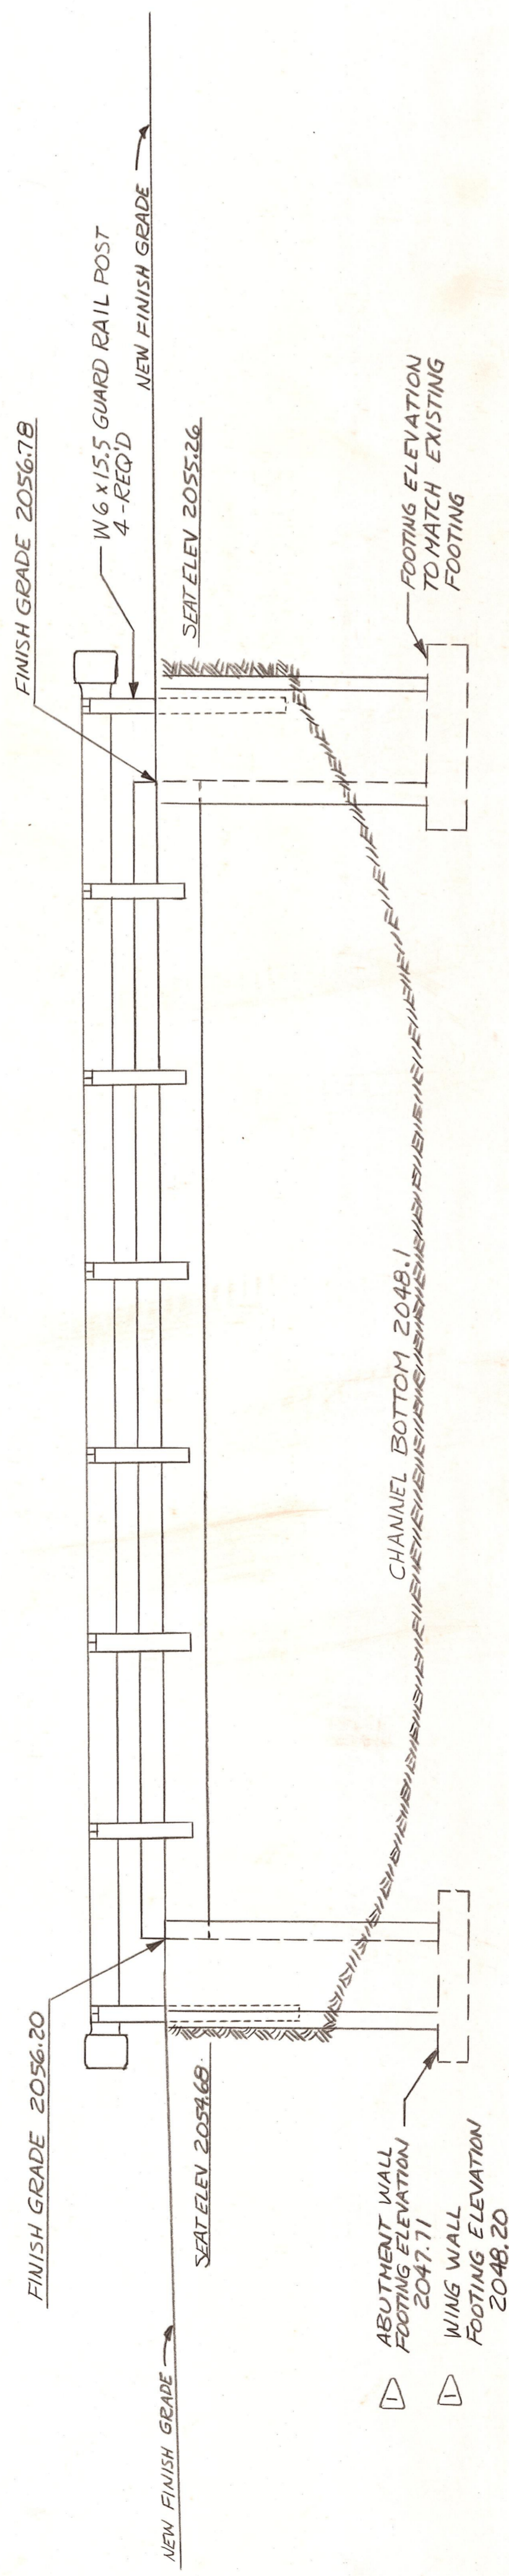 FINISH GRADE 2056.20
NEW FINISH GRADE
SEAT ELEV 2054.68
1
ABUTMENT WALL
FOOTING ELEVATION
2047.71
1
WING WALL
FOOTING ELEVATION
2048.20
CHANNEL BOTTOM 2048.1
FINISH GRADE 2056.78
W6 x 15.5 GUARD RAIL POST
4-REQ'D
NEW FINISH GRADE
SEAT ELEV 2055.26
FOOTING ELEVATION
TO MATCH EXISTING
FOOTING